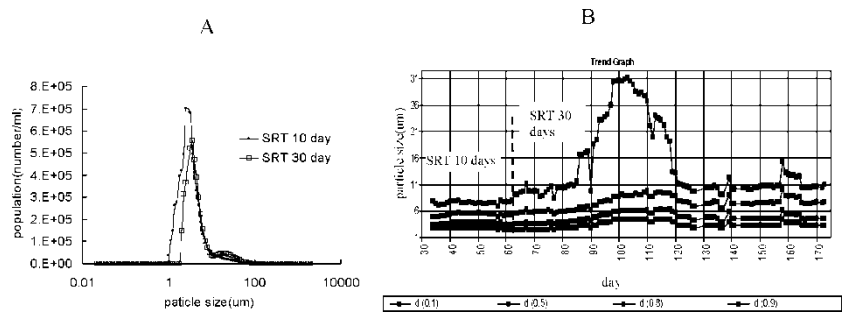 A
B
8.E+05
7.E+05
6.E+05
5.E+05
4.E+05
3.E+05
2.E+05
1.E+05
0.E+00
population(number/ml)
SRT 10 day
SRT 30 day
0.01
1
100
10000
paticle size(um)
Trend Graph
particle size(um)
26
16
6
SRT 10 days
SRT 30
days
30
40
50
60
70
80
90
100
110
120
130
140
150
160
170
day
d (0.1)
d (0.5)
d (0.9)